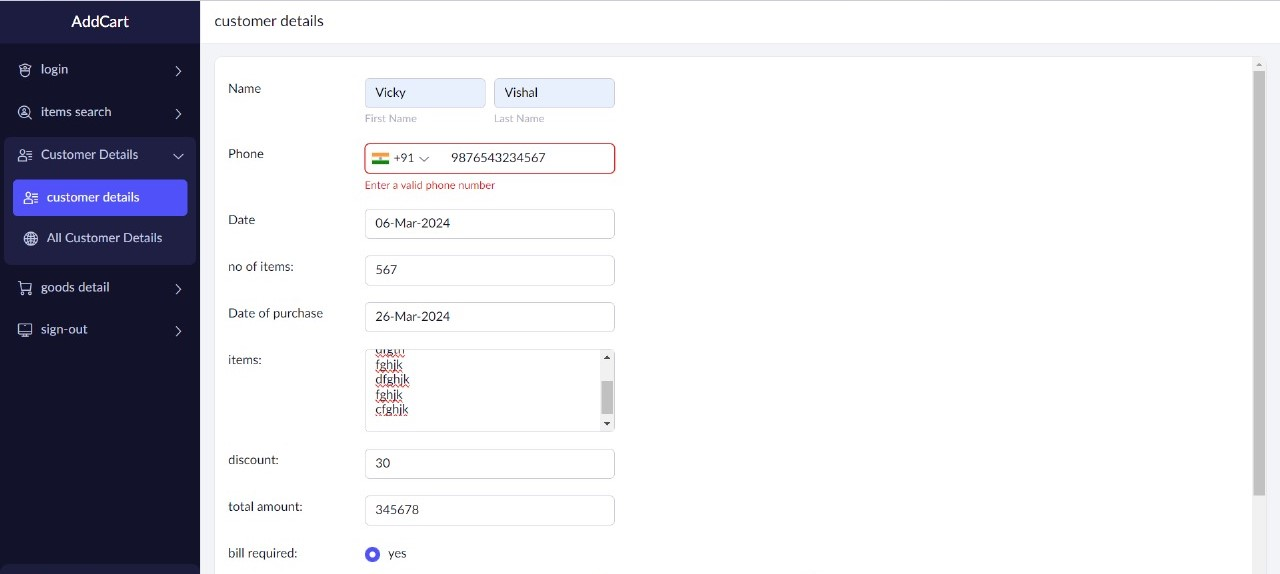 AddCart
customer details
login
items search
Customer Details
customer details
All Customer Details
goods detail
sign-out
Name
Vicky
Vishal
First Name
Last Name
Phone
+91
9876543234567
Enter a valid phone number
Date
06-Mar-2024
no of items:
567
Date of purchase
26-Mar-2024
items:
fghjk
dfghjk
fghjk
cfghjk
discount:
30
total amount:
345678
bill required:
yes